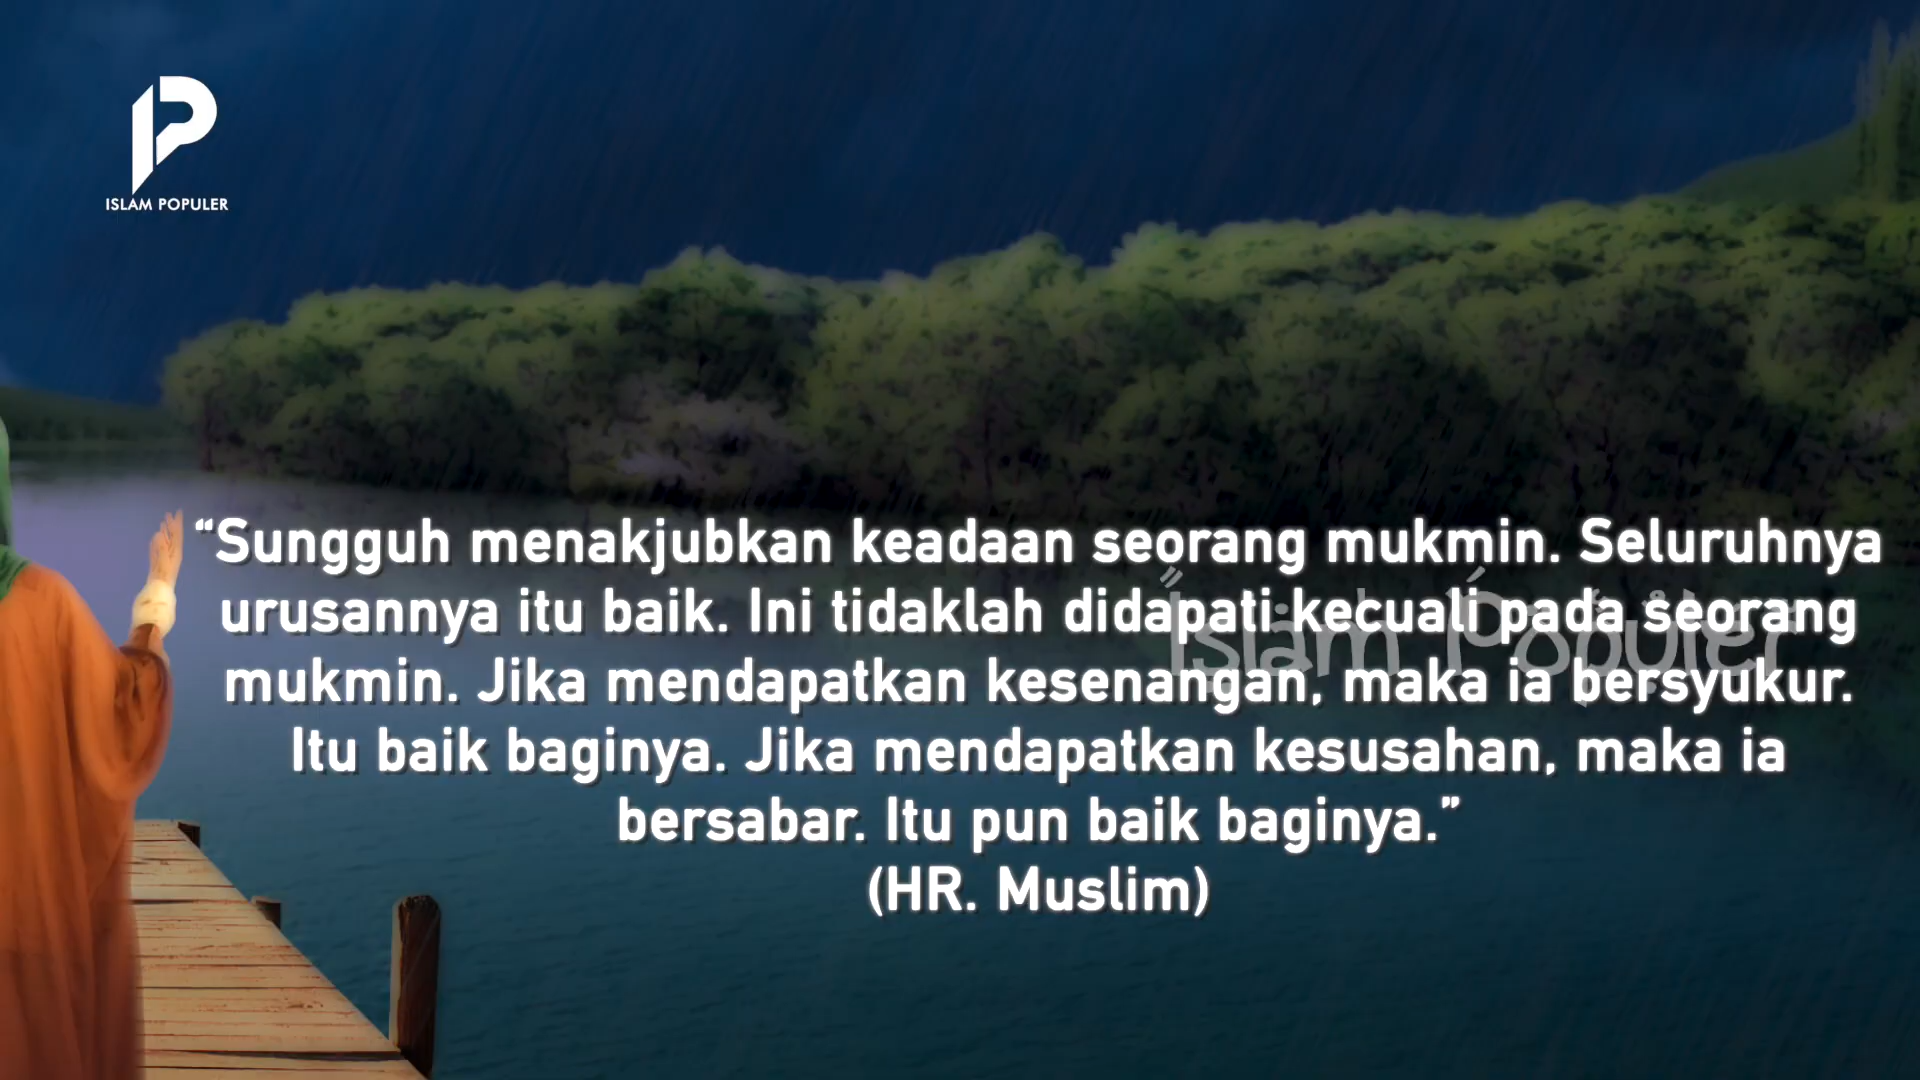 ISLAM POPULER
“Sungguh menakjubkan keadaan seorang mukmin. Seluruhnya
urusannya itu baik. Ini tidaklah didapati kecuali pada seorang
mukmin. Jika mendapatkan kesenangan, maka ia bersyukur.
Itu baik baginya. Jika mendapatkan kesusahan, maka ia
bersabar. Itu pun baik baginya.”
(HR. Muslim)
Islam Populer